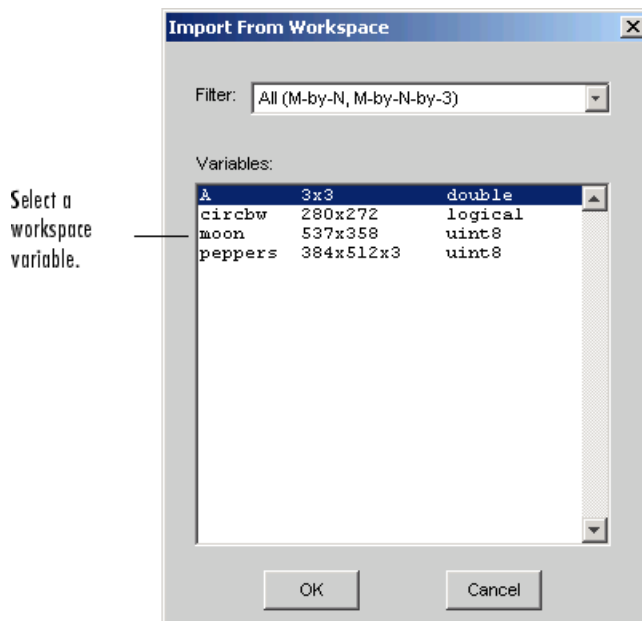 Import From Workspace
Filter: All (M-by-N, M-by-N-by-3)
Variables:
A 3x3 double
circbw 280x272 logical
moon 537x358 uint8
peppers 384x512x3 uint8
Select a
workspace
variable.
OK Cancel